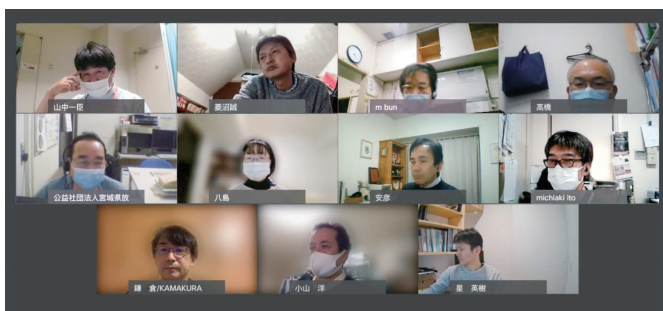 山中一臣
菱沼誠
m bun
高橋
公益社団法人宮城県放
八島
安彦
michiaki ito
鎌 倉/KAMAKURA
小山 洋
星 英樹